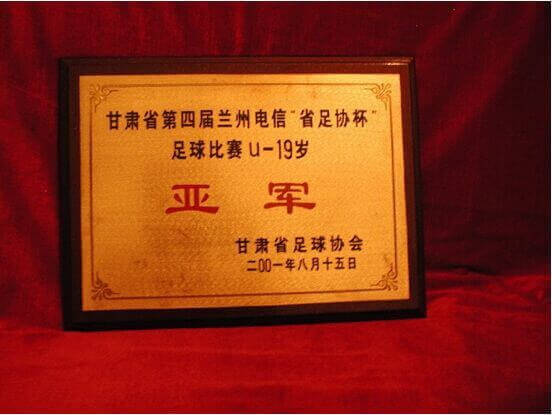 甘肃省第四届兰州电信“省足协杯”
足球比赛u-19岁
亚军
甘肃省足球协会
二00一年八月十五日